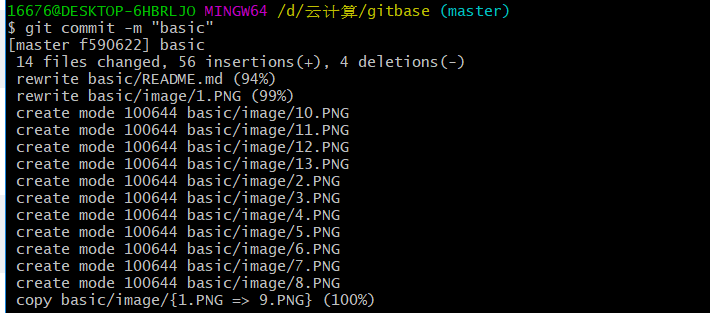 16676@DESKTOP-6HBRLJO MINGW64 /d/云计算/gitbase (master)
$ git commit -m "basic"
[master f590622] basic
 14 files changed, 56 insertions(+), 4 deletions(-)
 rewrite basic/README.md (94%)
 rewrite basic/image/1.PNG (99%)
 create mode 100644 basic/image/10.PNG
 create mode 100644 basic/image/11.PNG
 create mode 100644 basic/image/12.PNG
 create mode 100644 basic/image/13.PNG
 create mode 100644 basic/image/2.PNG
 create mode 100644 basic/image/3.PNG
 create mode 100644 basic/image/4.PNG
 create mode 100644 basic/image/5.PNG
 create mode 100644 basic/image/6.PNG
 create mode 100644 basic/image/7.PNG
 create mode 100644 basic/image/8.PNG
 copy basic/image/{1.PNG => 9.PNG} (100%)